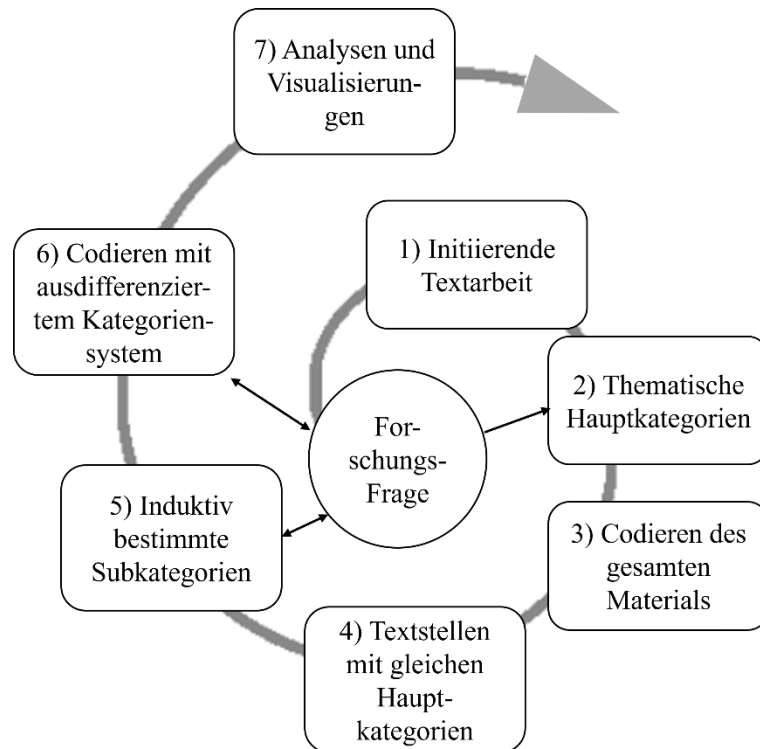 7) Analysen und
Visualisierun-
gen
1) Initiierende
Textarbeit
6) Codieren mit
ausdifferenzier-
tem Kategorien-
system
2) Thematische
Hauptkategorien
For-
schungs-
Frage
5) Induktiv
bestimmte
Subkategorien
3) Codieren des
gesamten
Materials
4) Textstellen
mit gleichen
Haupt-
kategorien